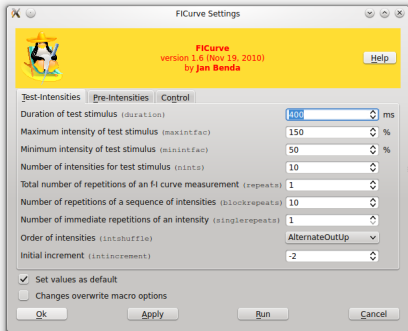 FICurve Settings
FICurve
version 1.6 (Nov 19, 2010)
by Jan Benda
Help
Test-Intensities Pre-Intensities Control
Duration of test stimulus (duration) 400 ms
Maximum intensity of test stimulus (maxintfac) 150 %
Minimum intensity of test stimulus (minintfac) 50 %
Number of intensities for test stimulus (nints) 10
Total number of repetitions of an f-I curve measurement (repeats) 1
Number of repetitions of a sequence of intensities (blockrepeats) 10
Number of immediate repetitions of an intensity (singlerepeats) 1
Order of intensities (intshuffle) AlternateOutUp
Initial increment (intincrement) -2
Set values as default
Changes overwrite macro options
Ok Apply Run Cancel